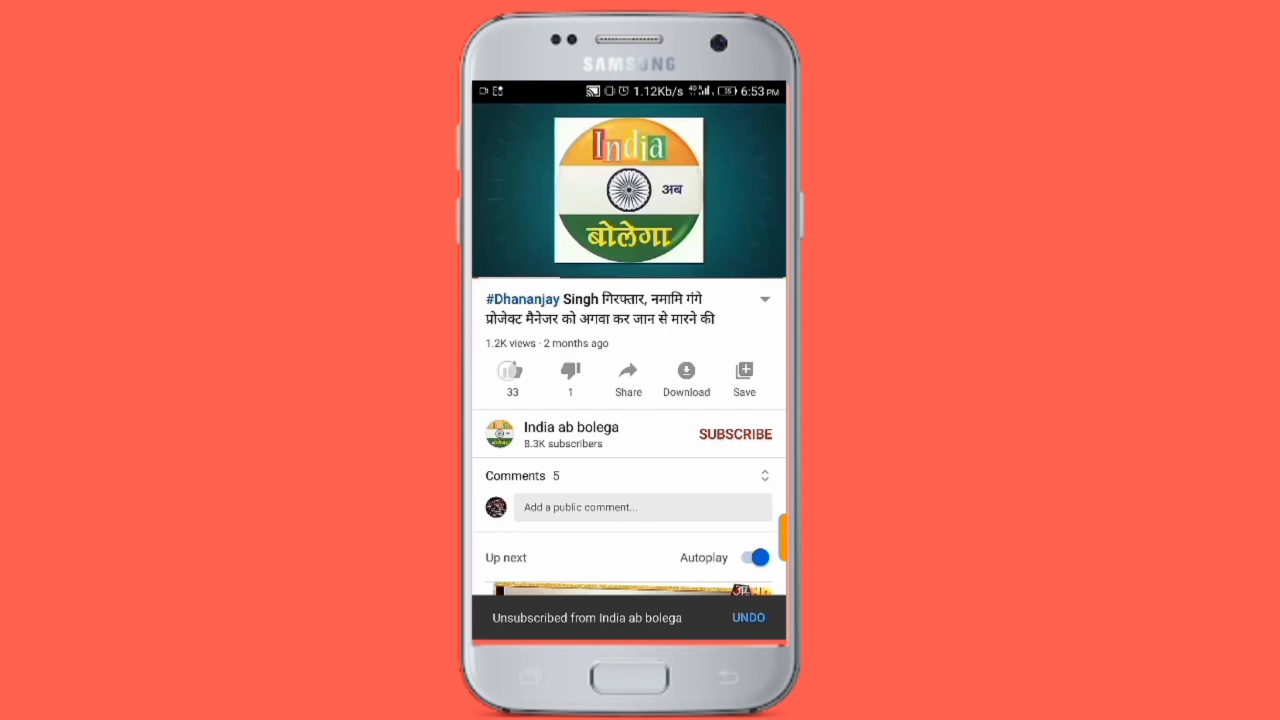 SAMSUNG
1.12Kb/s 4G 6:53 PM
India
अब
बोलेगा
#Dhananjay Singh गिरफ्तार, नमामि गंगे
प्रोजेक्ट मैनेजर को अगवा कर जान से मारने की
1.2K views · 2 months ago
33 1 Share Download Save
India ab bolega
8.3K subscribers
SUBSCRIBE
Comments 5
Add a public comment...
Up next Autoplay
Unsubscribed from India ab bolega UNDO